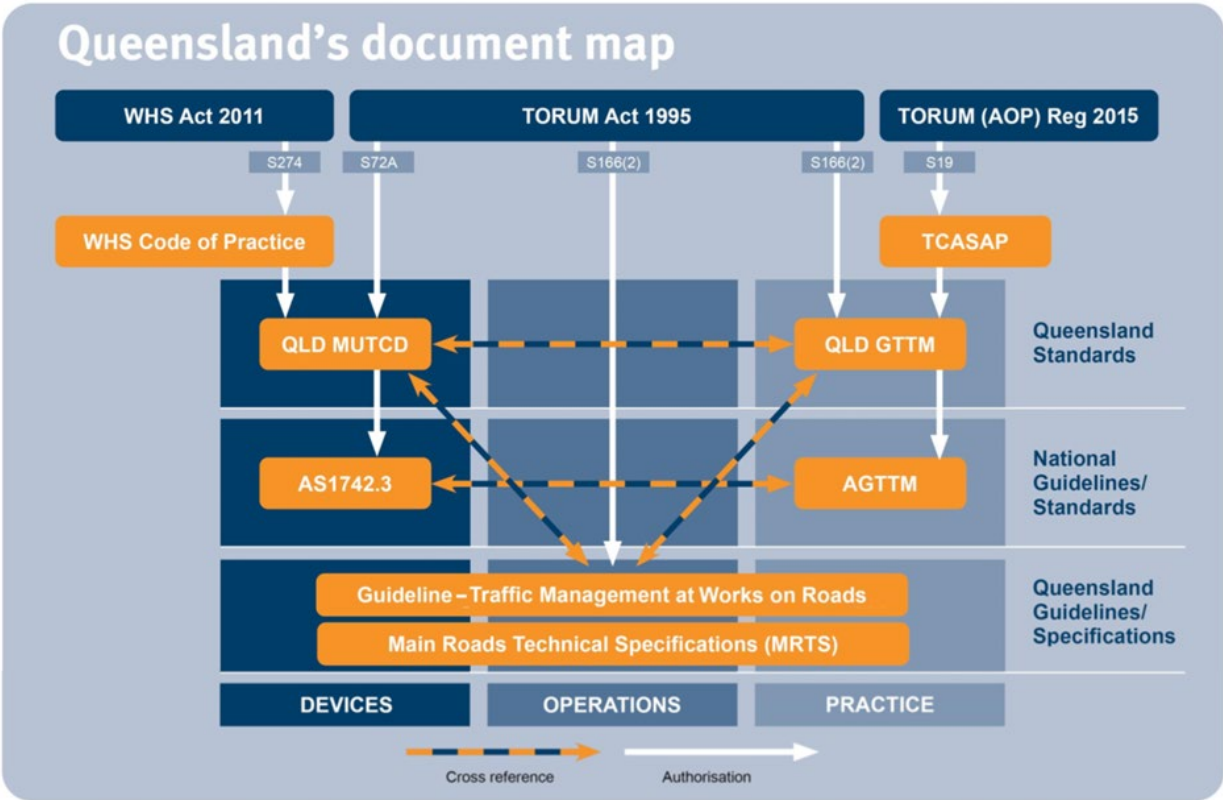 Queensland's document map
WHS Act 2011
TORUM Act 1995
TORUM (AOP) Reg 2015
S274
S72A
S166(2)
S166(2)
S19
WHS Code of Practice
TCASAP
QLD MUTCD
QLD GTTM
Queensland
Standards
AS1742.3
AGTTM
National
Guidelines/
Standards
Guideline – Traffic Management at Works on Roads
Main Roads Technical Specifications (MRTS)
Queensland
Guidelines/
Specifications
DEVICES
OPERATIONS
PRACTICE
Cross reference
Authorisation